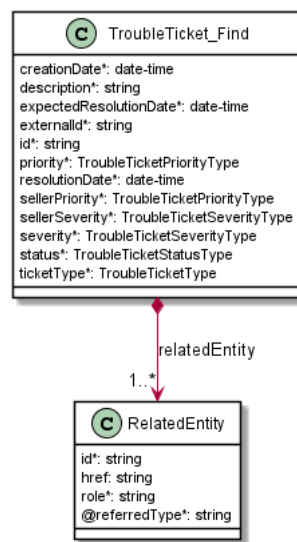 C TroubleTicket_Find
creationDate*: date-time
description*: string
expectedResolutionDate*: date-time
externalId*: string
id*: string
priority*: TroubleTicketPriorityType
resolutionDate*: date-time
sellerPriority*: TroubleTicketPriorityType
sellerSeverity*: TroubleTicketSeverityType
severity*: TroubleTicketSeverityType
status*: TroubleTicketStatusType
ticketType*: TroubleTicketType
relatedEntity
1..*
C RelatedEntity
id*: string
href: string
role*: string
@referredType*: string